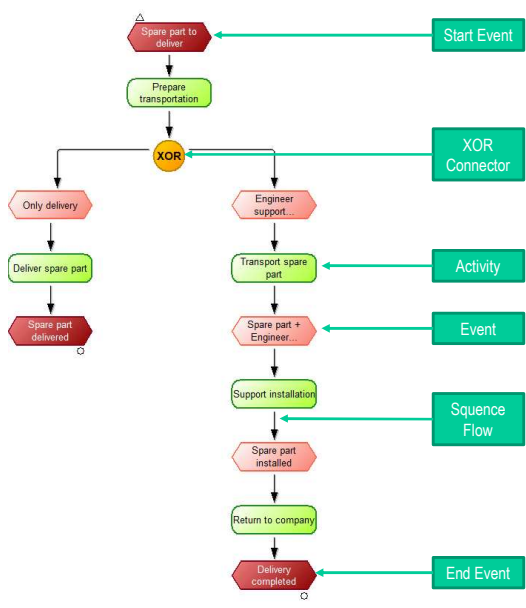 Spare part to
deliver
Start Event
Prepare
transportation
XOR
XOR
Connector
Only delivery
Engineer
support...
Deliver spare part
Transport spare
part
Activity
Spare part
delivered
Spare part +
Engineer...
Event
Support installation
Squence
Flow
Spare part
installed
Return to company
Delivery
completed
End Event